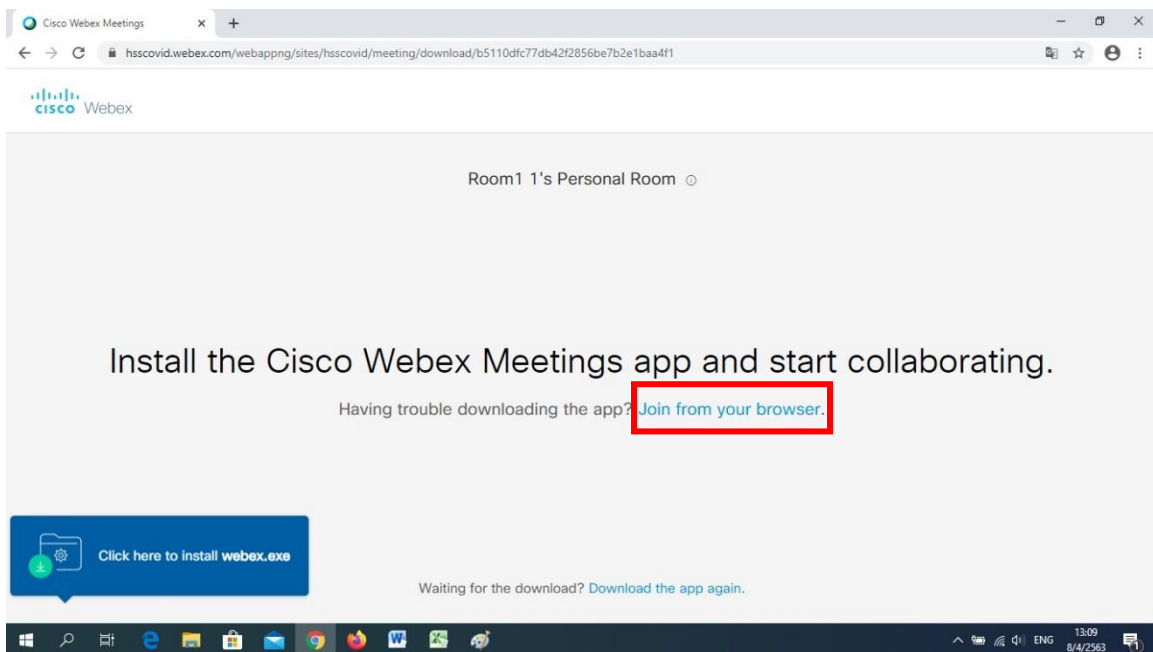 Cisco Webex Meetings
hsscovid.webex.com/webappng/sites/hsscovid/meeting/download/b5110dfc77db42f2856be7b2e1baa4f1
cisco Webex
Room1 1's Personal Room
Install the Cisco Webex Meetings app and start collaborating.
Having trouble downloading the app? Join from your browser.
Click here to install webex.exe
Waiting for the download? Download the app again.
ENG
13:09
8/4/2563